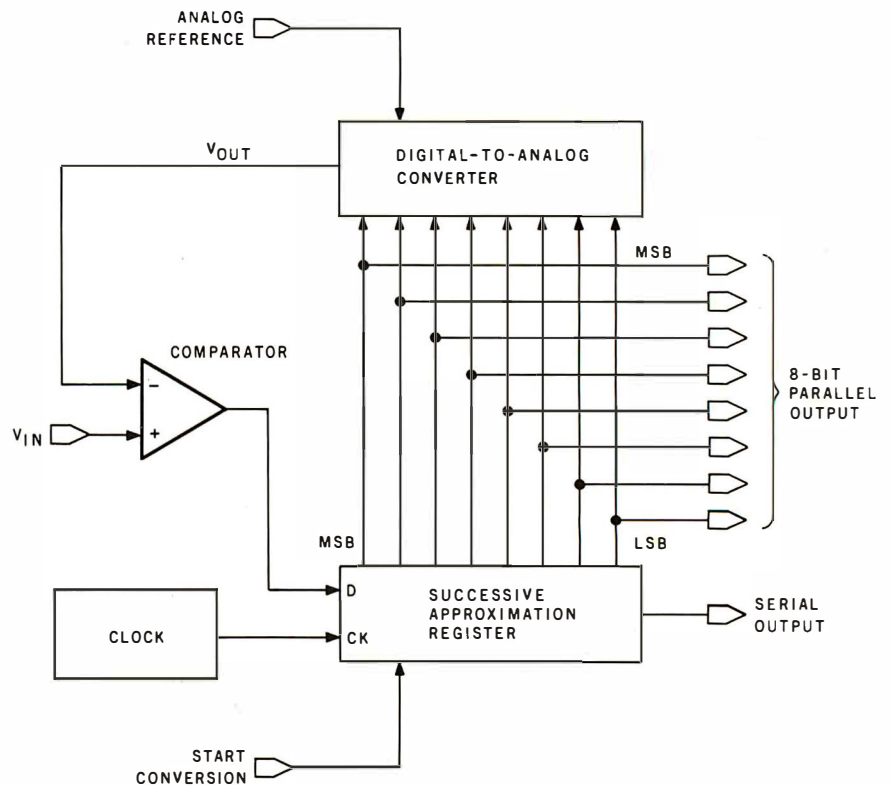 ANALOG
REFERENCE
VOUT
DIGITAL-TO-ANALOG
CONVERTER
MSB
COMPARATOR
8-BIT
PARALLEL
OUTPUT
−
VIN
+
MSB
LSB
D
SUCCESSIVE
APPROXIMATION
REGISTER
SERIAL
OUTPUT
CLOCK
CK
START
CONVERSION